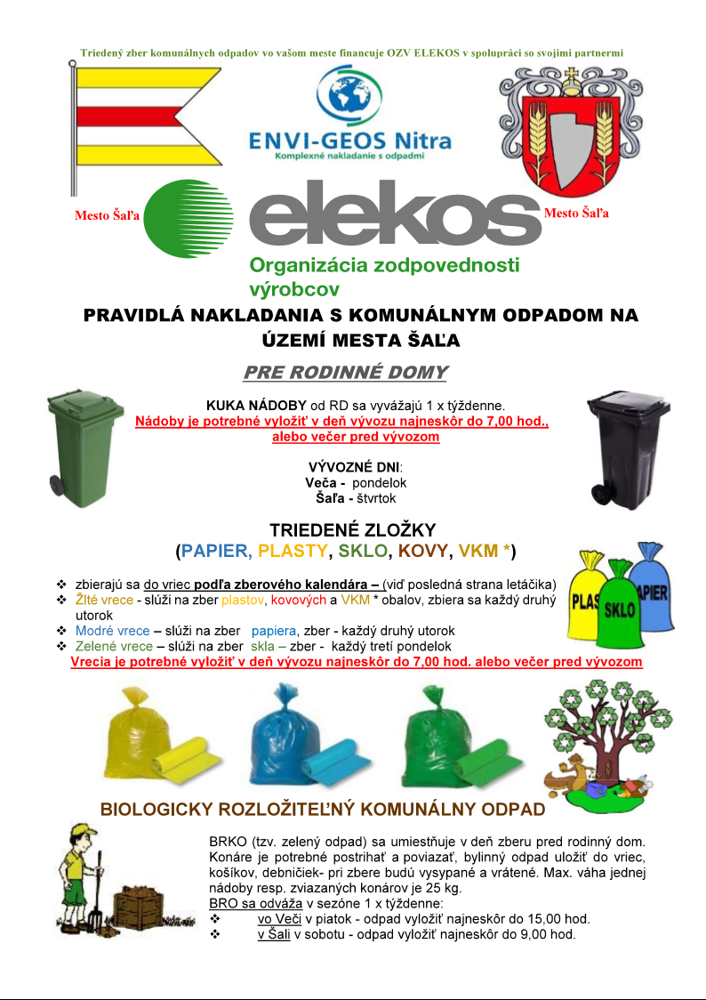 Triedený zber komunálnych odpadov vo vašom meste financuje OZV ELEKOS v spolupráci so svojimi partnermi
ENVI-GEOS Nitra
Komplexné nakladanie s odpadmi
Mesto Šaľa
elekos
Mesto Šaľa
Organizácia zodpovednosti
výrobcov
PRAVIDLÁ NAKLADANIA S KOMUNÁLNYM ODPADOM NA
ÚZEMÍ MESTA ŠAĽA
PRE RODINNÉ DOMY
KUKA NÁDOBY od RD sa vyvážajú 1 x týždenne.
Nádoby je potrebné vyložiť v deň vývozu najneskôr do 7,00 hod.,
alebo večer pred vývozom
VÝVOZNÉ DNI:
Veča - pondelok
Šaľa - štvrtok
TRIEDENÉ ZLOŽKY
(PAPIER, PLASTY, SKLO, KOVY, VKM *)
❖ zbierajú sa do vriec podľa zberového kalendára – (viď posledná strana letáčika)
❖ Žlté vrece - slúži na zber plastov, kovových a VKM * obalov, zbiera sa každý druhý
utorok
❖ Modré vrece – slúži na zber papiera, zber - každý druhý utorok
❖ Zelené vrece – slúži na zber skla – zber - každý tretí pondelok
PLAS
SKLO
APIER
Vrecia je potrebné vyložiť v deň vývozu najneskôr do 7,00 hod. alebo večer pred vývozom
BIOLOGICKY ROZLOŽITEĽNÝ KOMUNÁLNY ODPAD
BRKO (tzv. zelený odpad) sa umiestňuje v deň zberu pred rodinný dom.
Konáre je potrebné postrihať a poviazať, bylinný odpad uložiť do vriec,
košíkov, debničiek- pri zbere budú vysypané a vrátené. Max. váha jednej
nádoby resp. zviazaných konárov je 25 kg.
BRO sa odváža v sezóne 1 x týždenne:
❖ vo Veči v piatok - odpad vyložiť najneskôr do 15,00 hod.
❖ v Šali v sobotu - odpad vyložiť najneskôr do 9,00 hod.